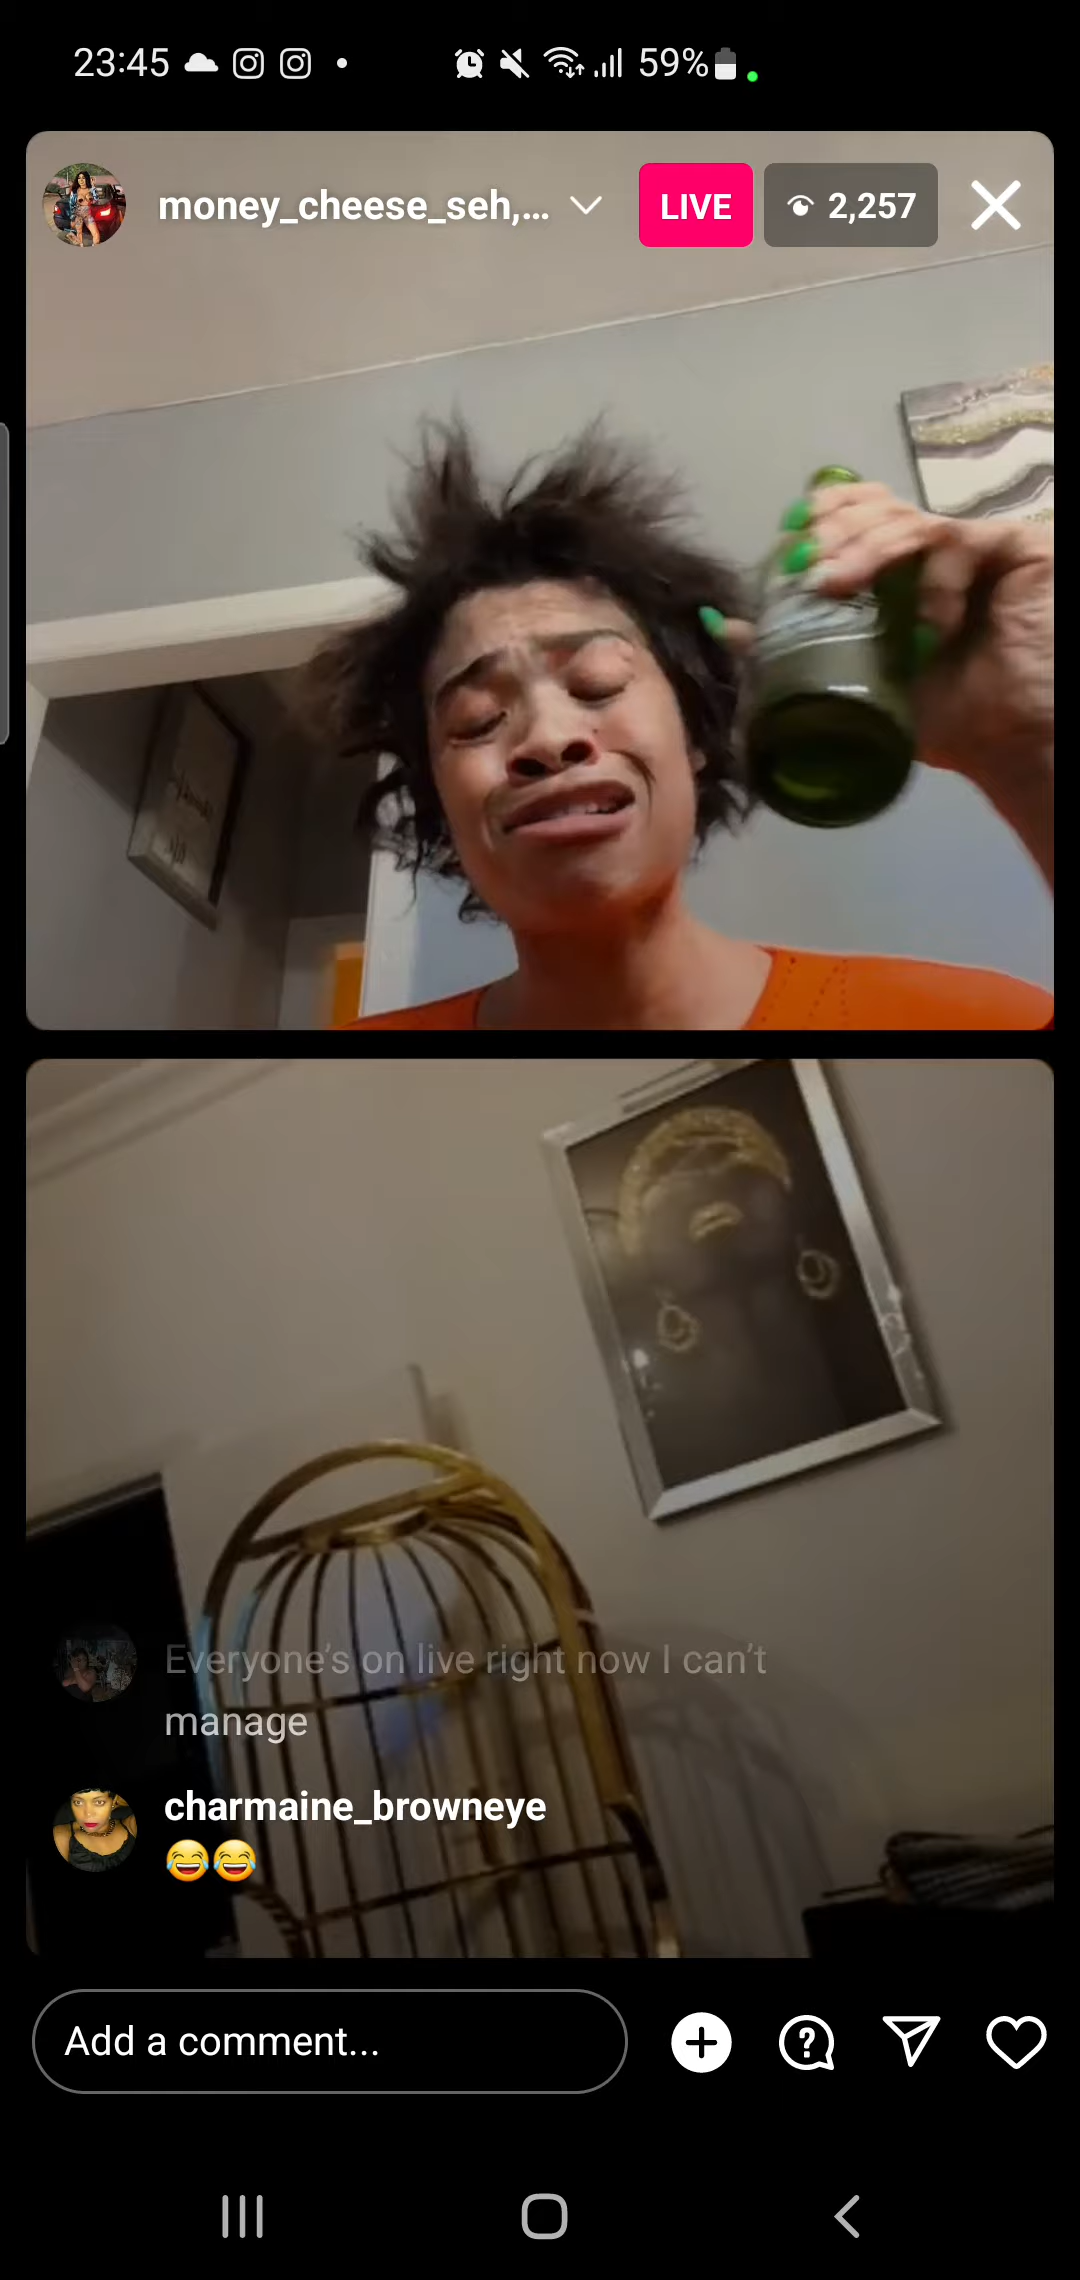 23:45
59%
money_cheese_seh,...
LIVE
2,257
Everyone's on live right now I can't
manage
charmaine_browneye
😂😂
Add a comment...